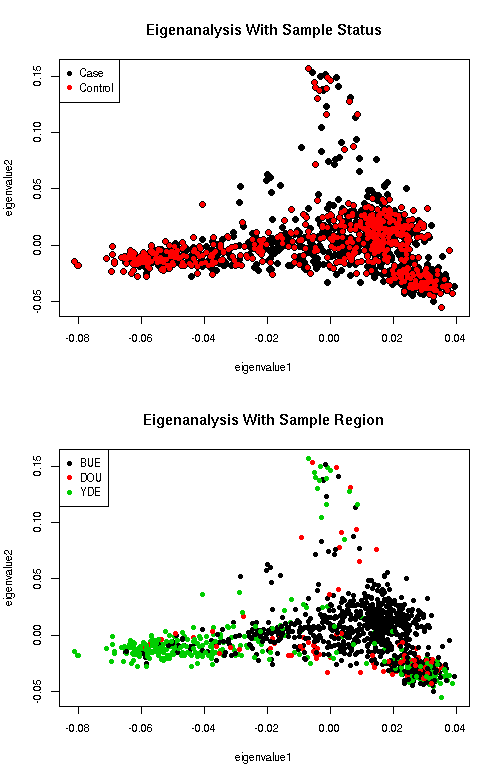 Eigenanalysis With Sample Status
Case
Control
0.15
0.10
0.05
0.00
-0.05
eigenvalue2
-0.08 -0.06 -0.04 -0.02 0.00 0.02 0.04
eigenvalue1
Eigenanalysis With Sample Region
BUE
DOU
YDE
0.15
0.10
0.05
0.00
-0.05
eigenvalue2
-0.08 -0.06 -0.04 -0.02 0.00 0.02 0.04
eigenvalue1